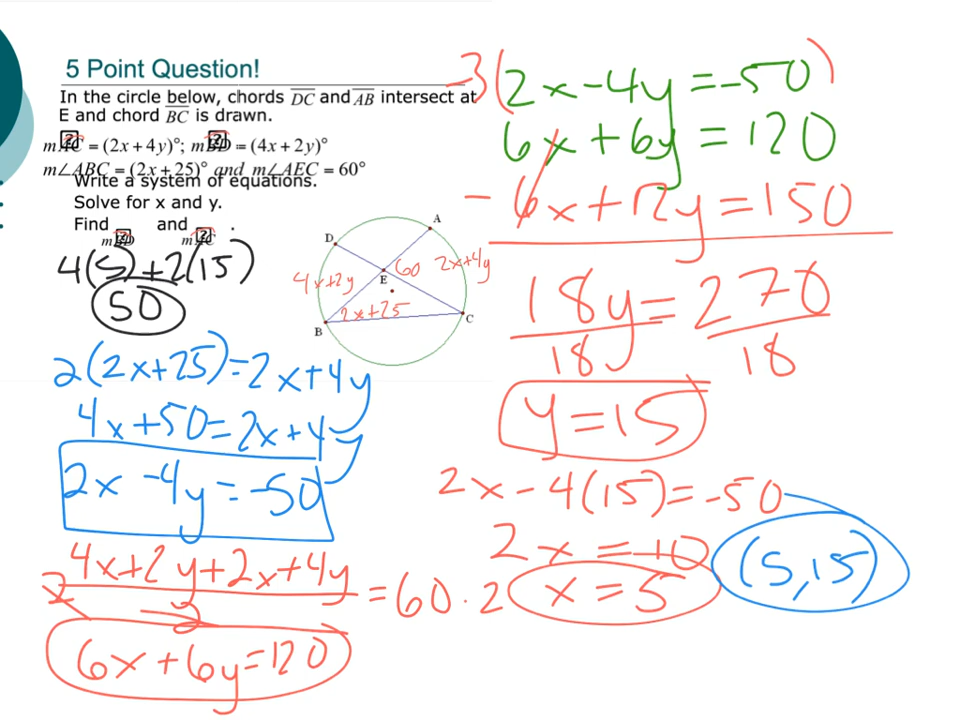 5 Point Question!
In the circle below, chords DC and AB intersect at
E and chord BC is drawn.
m = (2x + 4y)°; m = (4x + 2y)°
m∠ABC = (2x + 25)° and m∠AEC = 60°
Write a system of equations.
Solve for x and y.
Find m and m .
4(5) + 2(15)
50
2(2x+25)=2x+4y
4x+50=2x+4y
2x -4y = -50
4x+2y+2x+4y = 60 · 2
2 2
6x+6y=120
A
D
60
2x+4y
4x+2y
E
2x+25
B
C
-3(2x-4y=-50)
6x+6y=120
-6x+12y=150
18y=270
18 18
y=15
2x-4(15)=-50
2x=10
x=5
(5,15)